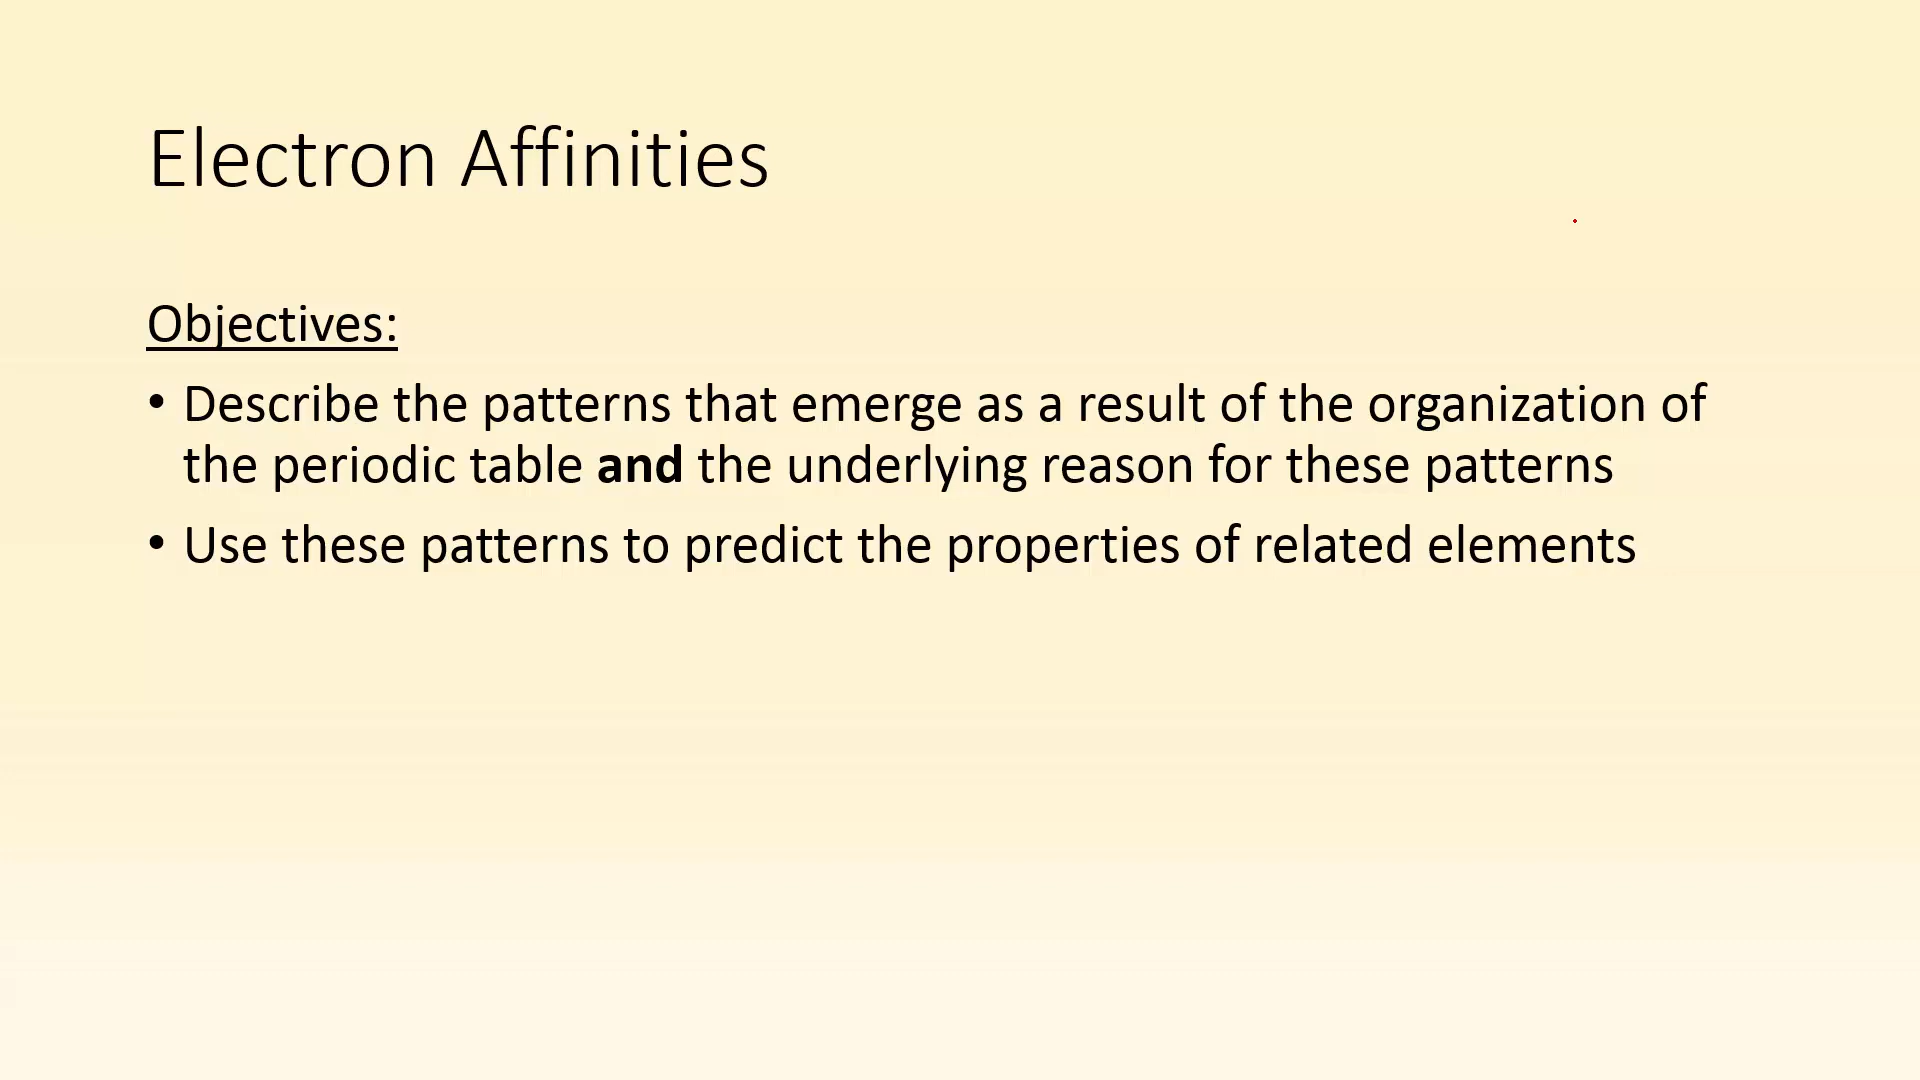 Electron Affinities
Objectives:
• Describe the patterns that emerge as a result of the organization of
the periodic table and the underlying reason for these patterns
• Use these patterns to predict the properties of related elements